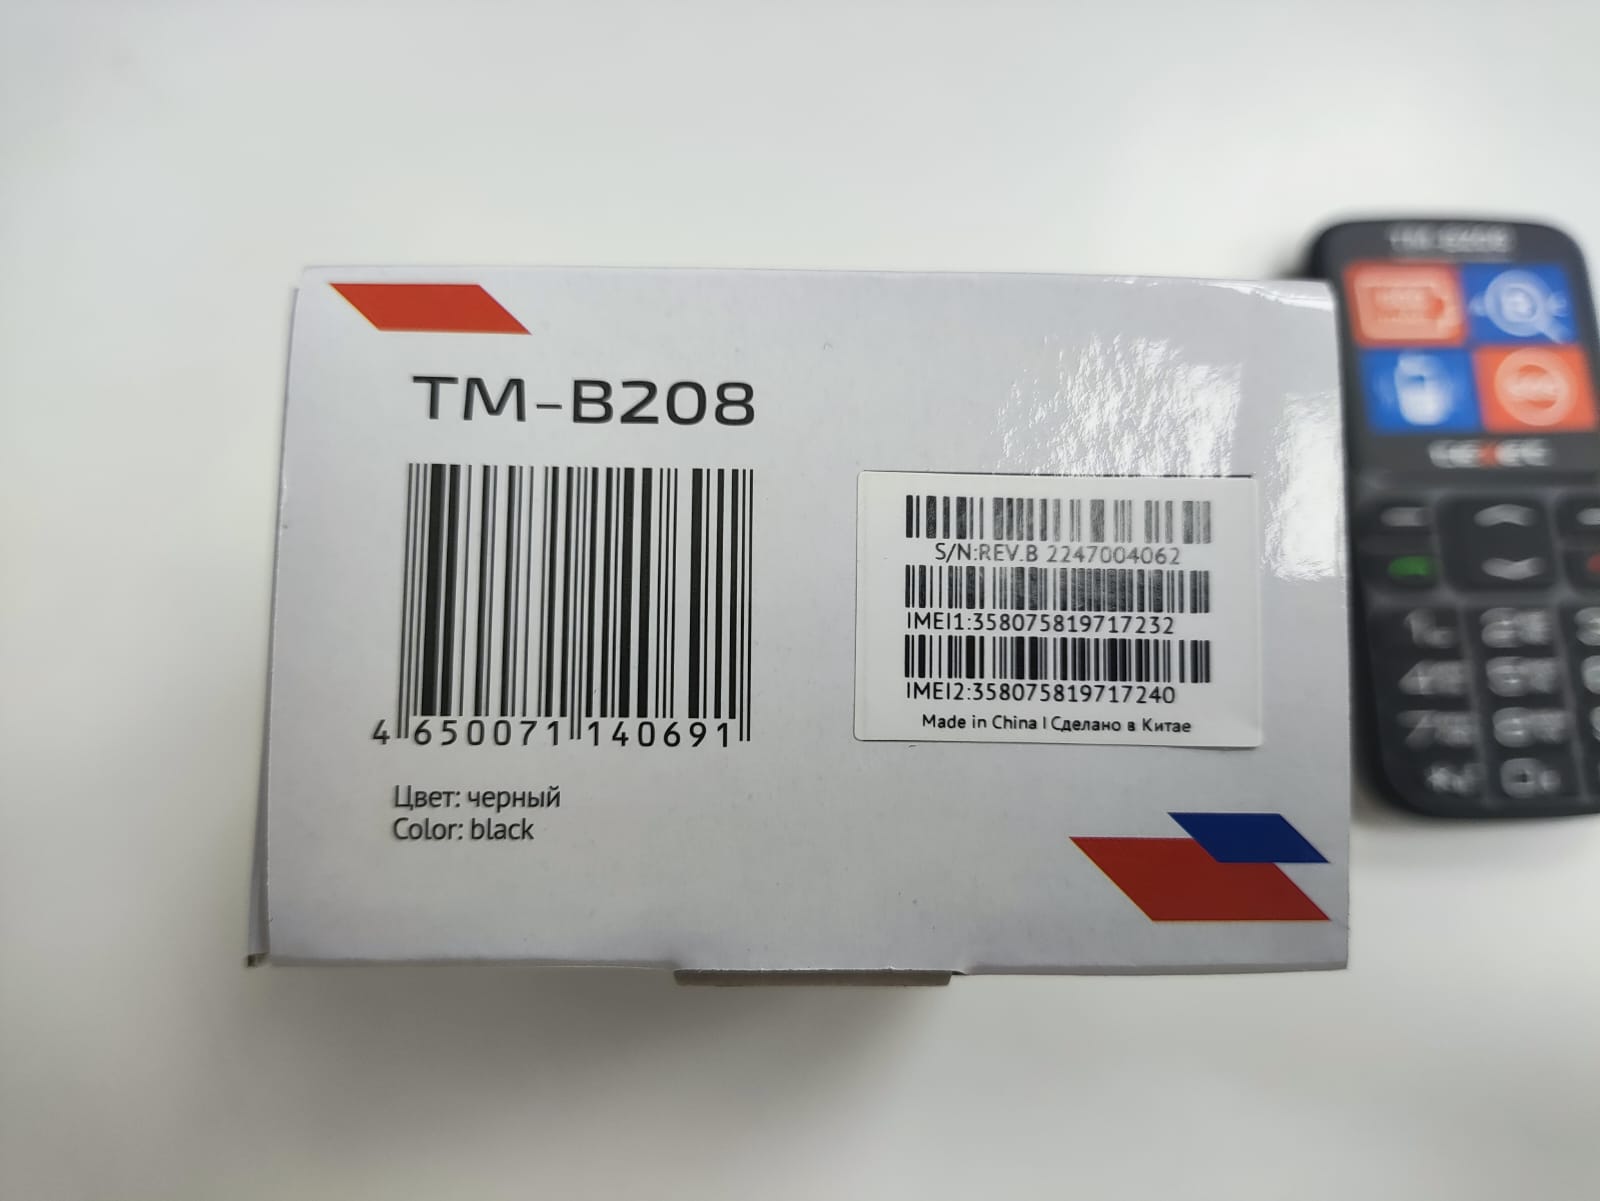 TM-B208
4 650071 140691
Цвет: черный
Color: black
S/N:REV.B 2247004062
IMEI1:358075819717232
IMEI2:358075819717240
Made in China | Сделано в Китае